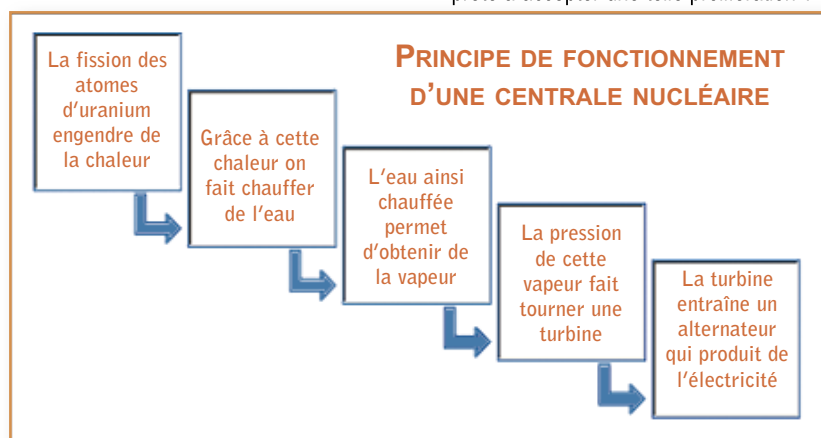 PRINCIPE DE FONCTIONNEMENT
D'UNE CENTRALE NUCLÉAIRE
La fission des
atomes
d'uranium
engendre de
la chaleur
Grâce à cette
chaleur on
fait chauffer
de l'eau
L'eau ainsi
chauffée
permet
d'obtenir de
la vapeur
La pression
de cette
vapeur fait
tourner une
turbine
La turbine
entraîne un
alternateur
qui produit de
l'électricité